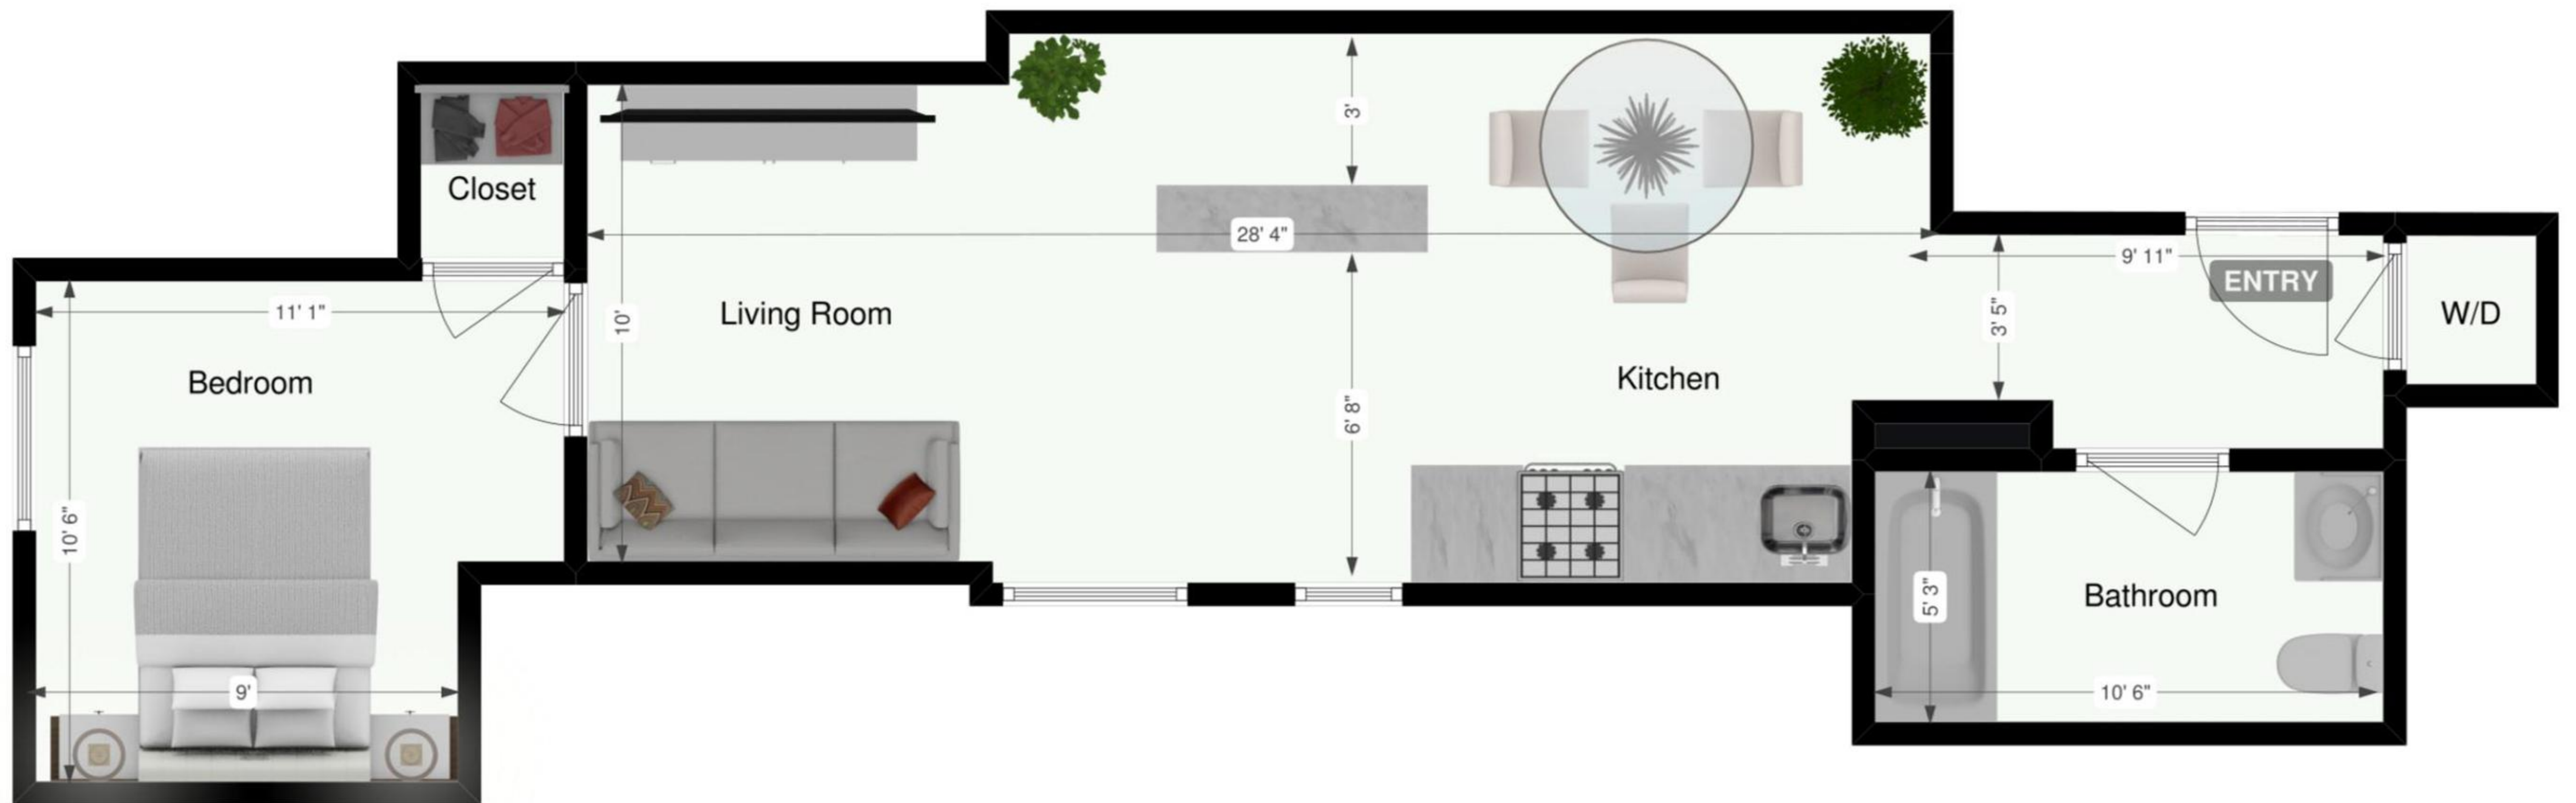 3'
Closet
28' 4"
9' 11"
ENTRY
11' 1"
10'
Living Room
3' 5"
W/D
Bedroom
Kitchen
6' 8"
10' 6"
5' 3"
Bathroom
9'
10' 6"